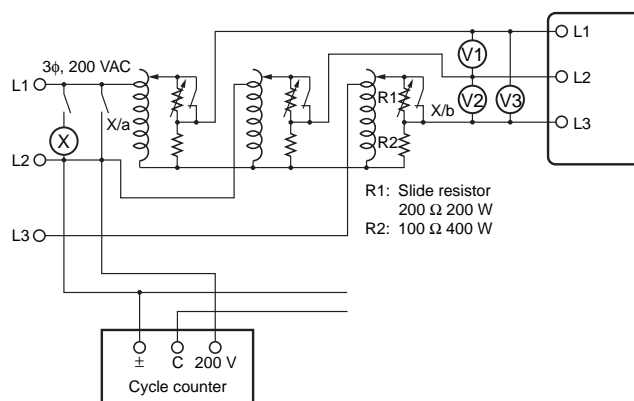 3ϕ, 200 VAC
L1
L2
L3
X
X/a
R1
R2
X/b
V1
V2
V3
L1
L2
L3
R1: Slide resistor
200 Ω 200 W
R2: 100 Ω 400 W
± C 200 V
Cycle counter